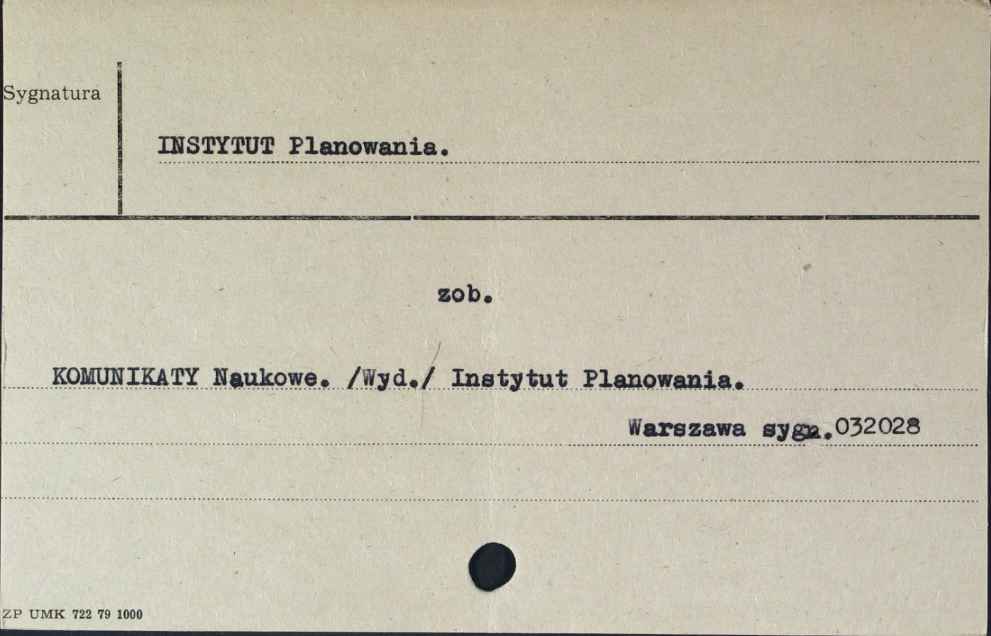 Sygnatura
INSTYTUT Planowania.
zob.
KOMUNIKATY Naukowe. /Wyd./ Instytut Planowania.
Warszawa sygn.032028
ZP UMK 722 79 1000